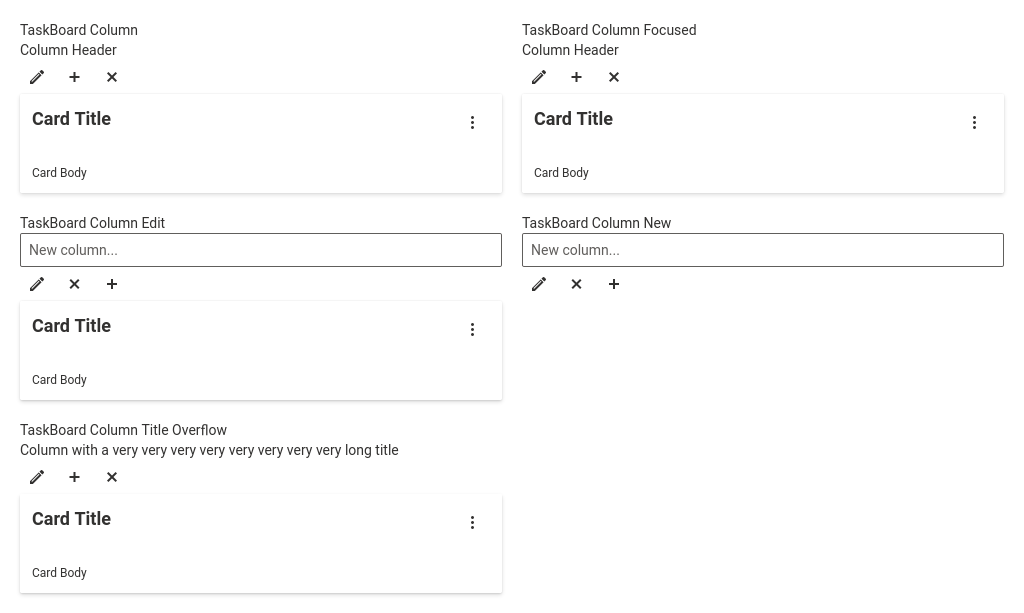 TaskBoard Column
Column Header
Card Title
Card Body
TaskBoard Column Focused
Column Header
Card Title
Card Body
TaskBoard Column Edit
New column...
Card Title
Card Body
TaskBoard Column New
New column...
TaskBoard Column Title Overflow
Column with a very very very very very very very very long title
Card Title
Card Body